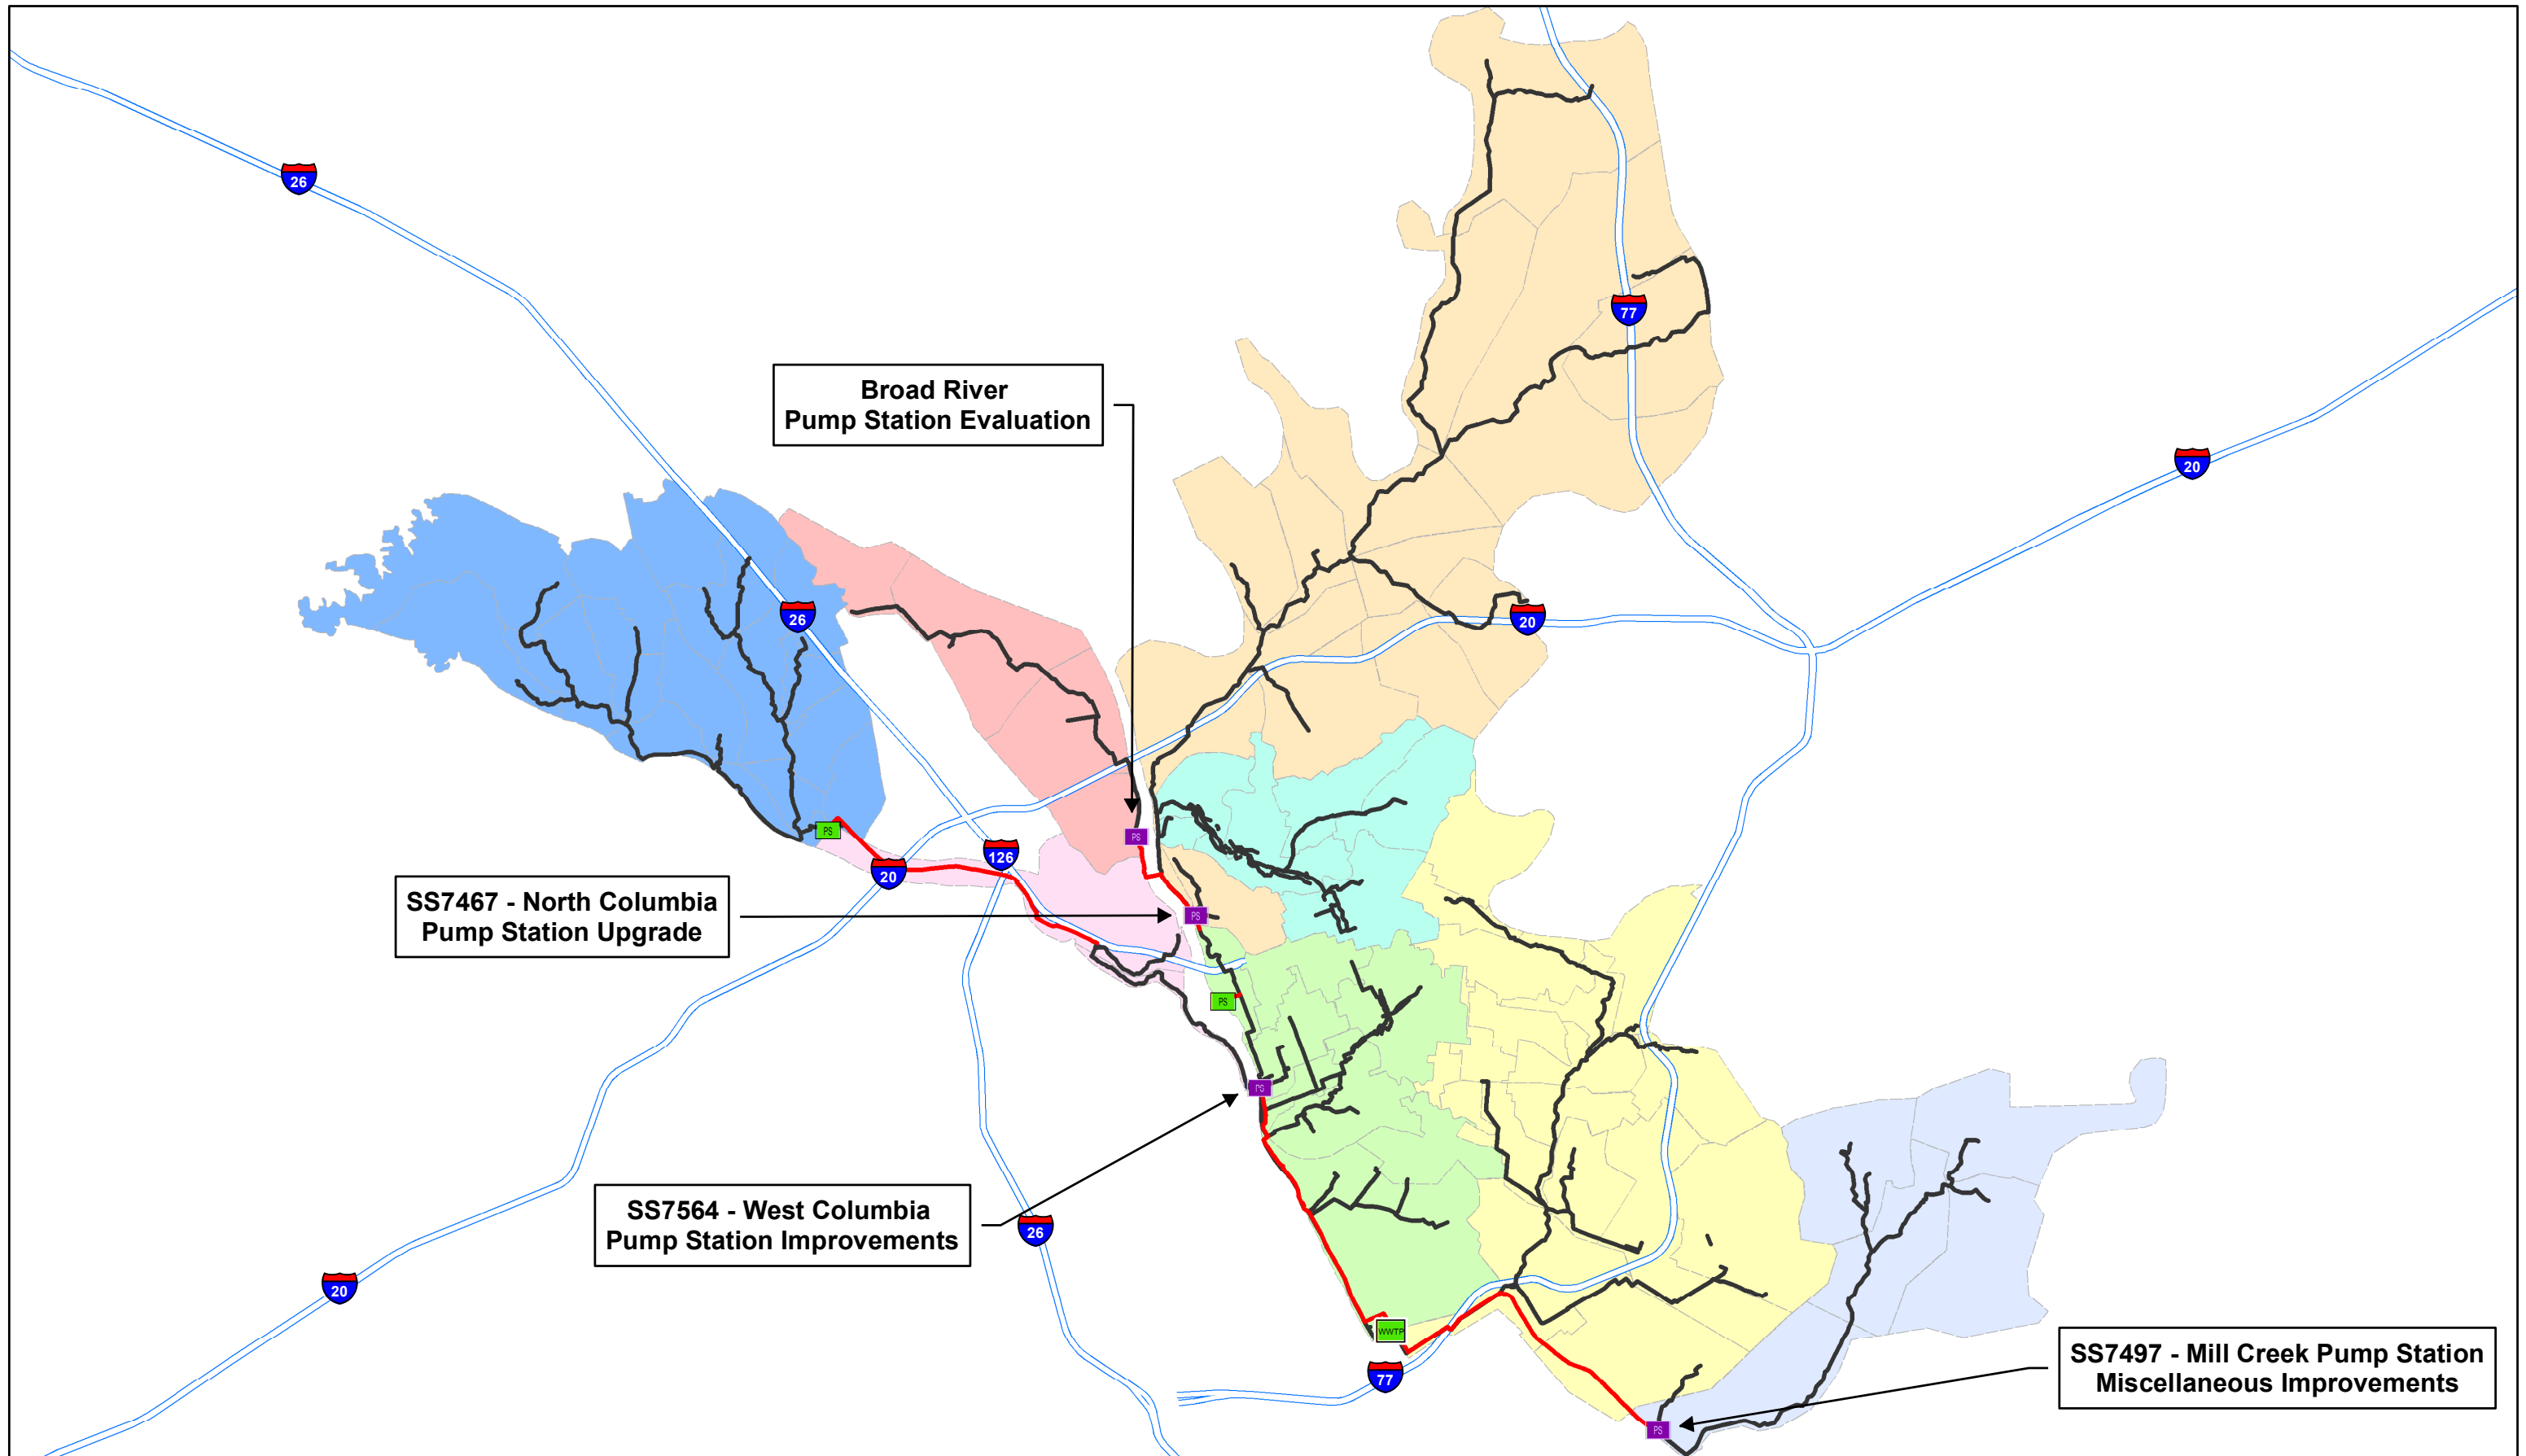 26
77
Broad River
Pump Station Evaluation
20
26
20
PS
PS
126
20
SS7467 - North Columbia
Pump Station Upgrade
PS
PS
PS
SS7564 - West Columbia
Pump Station Improvements
26
20
WWTP
77
SS7497 - Mill Creek Pump Station
Miscellaneous Improvements
PS